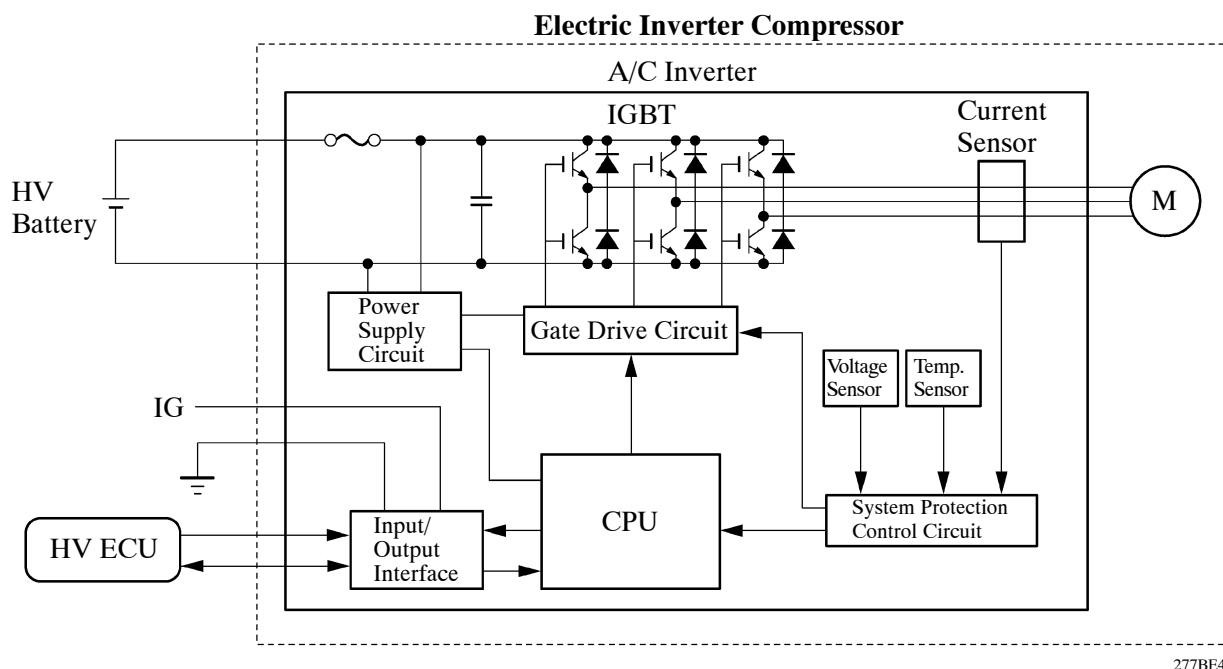 Electric Inverter Compressor
A/C Inverter
IGBT
Current
Sensor
HV
Battery
M
Power
Supply
Circuit
Gate Drive Circuit
Voltage
Sensor
Temp.
Sensor
IG
CPU
System Protection
Control Circuit
HV ECU
Input/
Output
Interface
277BE4